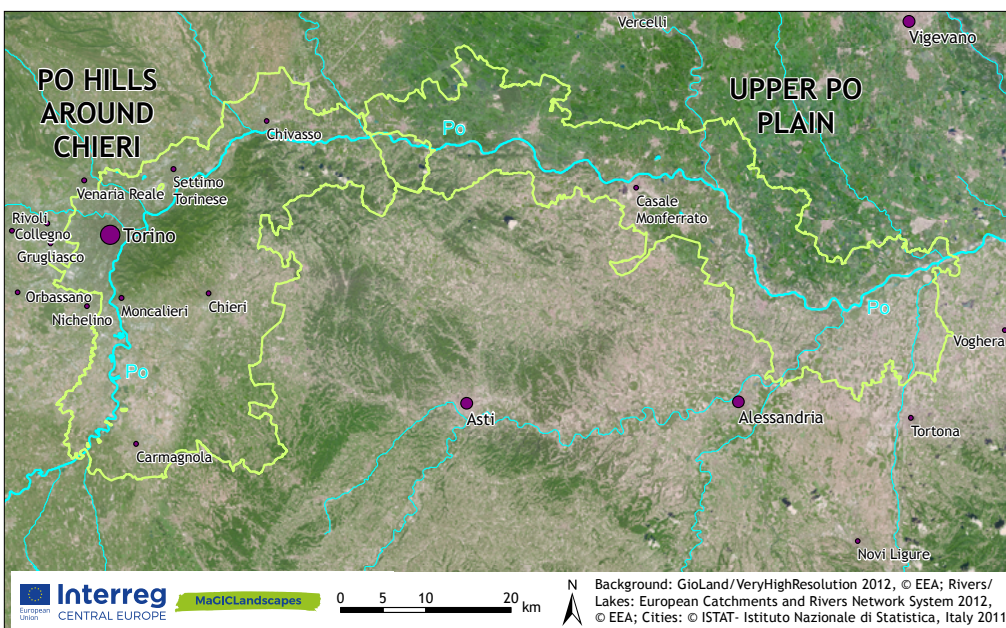 Vercelli
Vigevano
PO HILLS
AROUND
CHIERI
UPPER PO
PLAIN
Po
Chivasso
Venaria Reale
Settimo
Torinese
Casale
Monferrato
Rivoli
Collegno
Torino
Grugliasco
Orbassano
Nichelino
Moncalieri
Chieri
Po
Voghera
Po
Asti
Alessandria
Tortona
Carmagnola
Novi Ligure
European
Union
Interreg
CENTRAL EUROPE
MaGICLandscapes
0 5 10 20
km
N
Background: GioLand/VeryHighResolution 2012, © EEA; Rivers/
Lakes: European Catchments and Rivers Network System 2012,
© EEA; Cities: © ISTAT- Istituto Nazionale di Statistica, Italy 2011